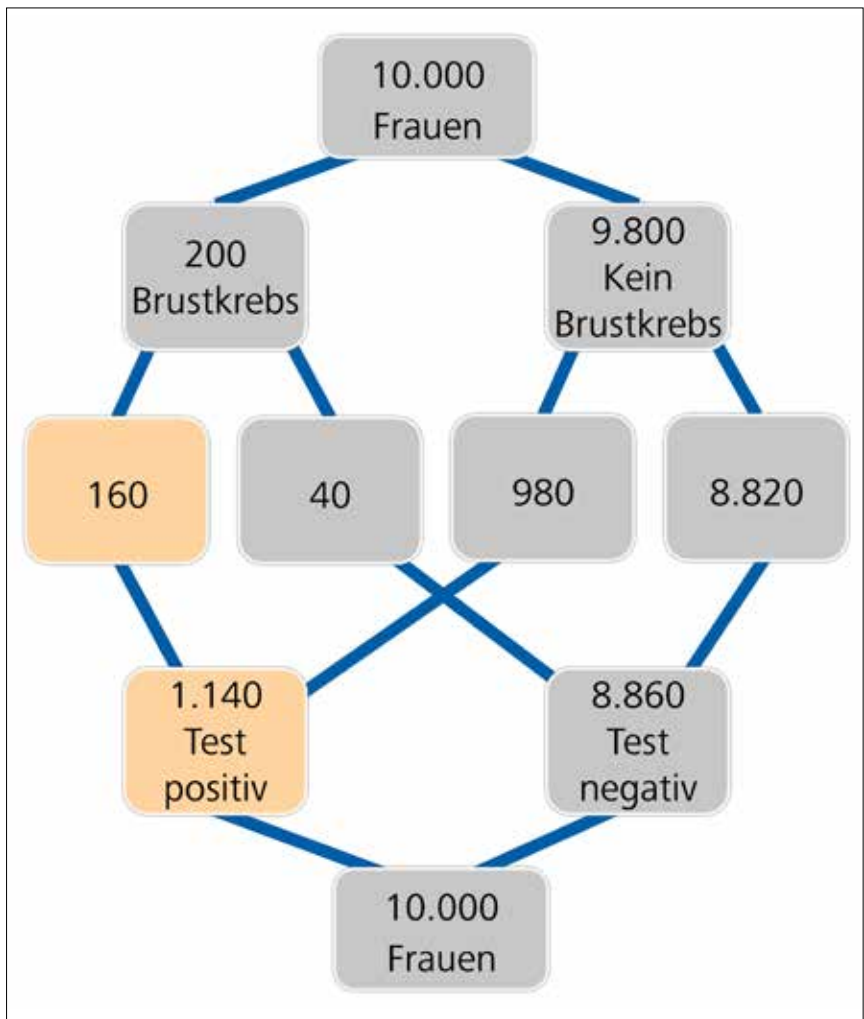 10.000
Frauen
200
Brustkrebs
9.800
Kein
Brustkrebs
160
40
980
8.820
1.140
Test
positiv
8.860
Test
negativ
10.000
Frauen